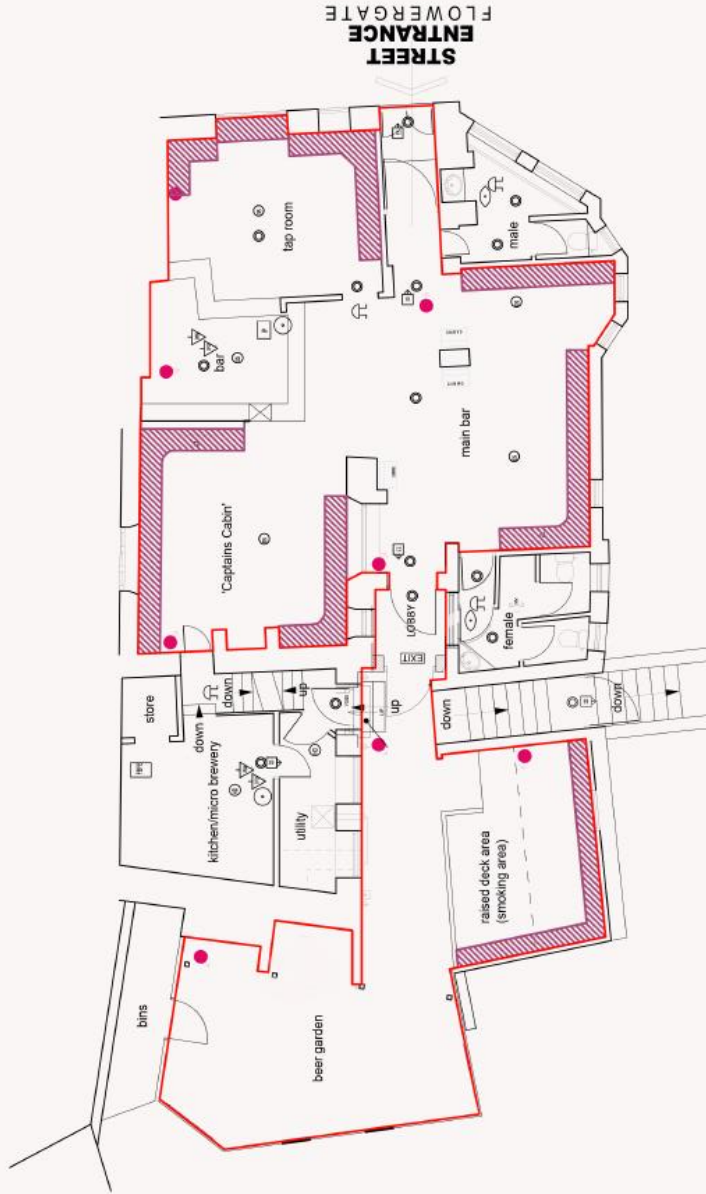 STREET
ENTRANCE
FLOWERGATE
tap room
bar
male
main bar
'Captains Cabin'
LOBBY
EXIT
female
store
down
up
down
kitchen/micro brewery
utility
up
down
down
raised deck area
(smoking area)
bins
beer garden